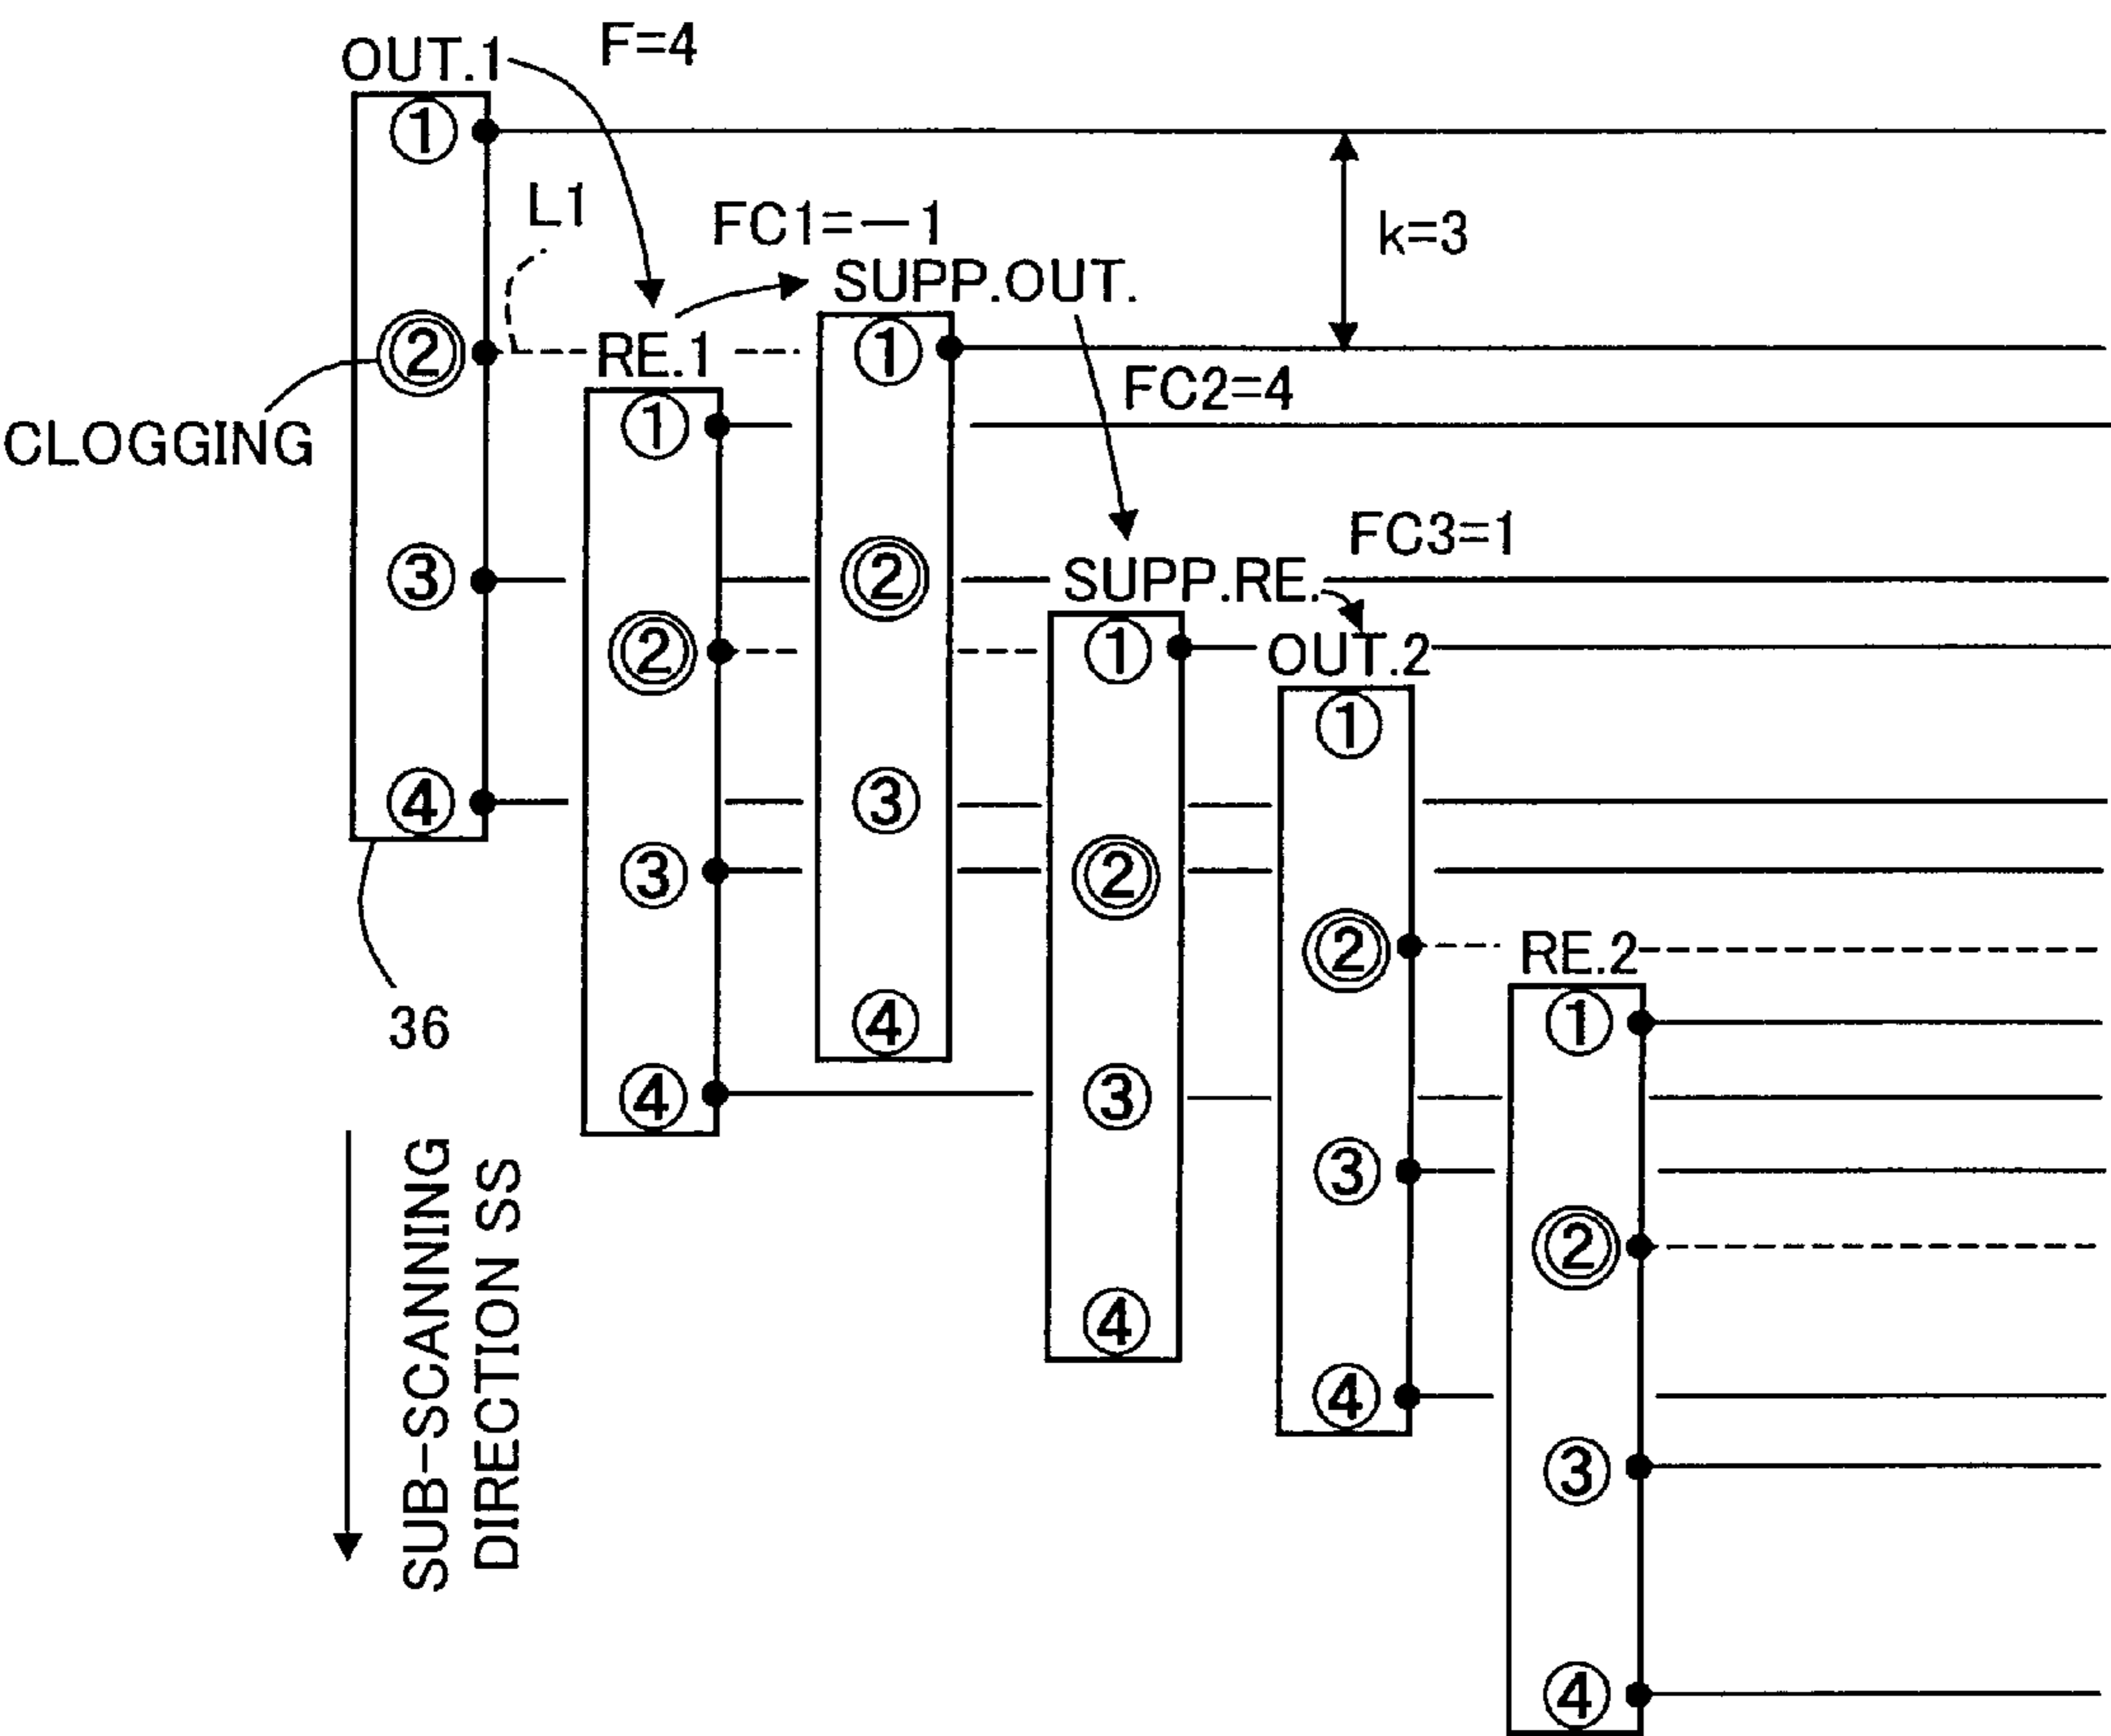 OUT.1
F=4
①
L1
FC1=−1
k=3
SUPP.OUT.
②
RE.1
①
FC2=4
CLOGGING
①
FC3=1
③
②
SUPP.RE.
②
①
OUT.2
①
④
③
③
②
②
RE.2
36
④
①
④
③
③
②
④
④
③
④
SUB-SCANNING
DIRECTION SS